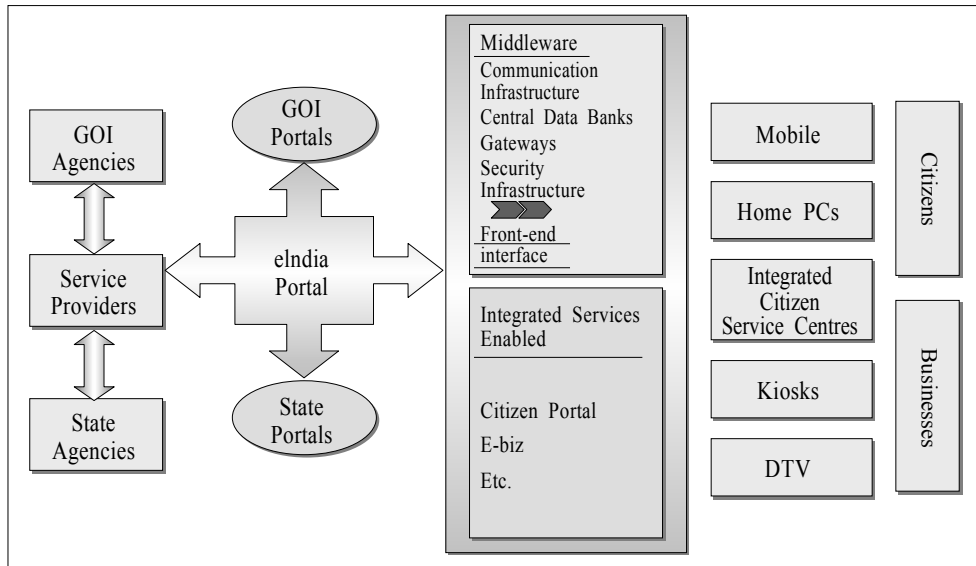 GOI
Agencies
Service
Providers
State
Agencies
GOI
Portals
eIndia
Portal
State
Portals
Middleware
Communication
Infrastructure
Central Data Banks
Gateways
Security
Infrastructure
Front-end
interface
Integrated Services
Enabled
Citizen Portal
E-biz
Etc.
Mobile
Home PCs
Integrated
Citizen
Service Centres
Kiosks
DTV
Citizens
Businesses